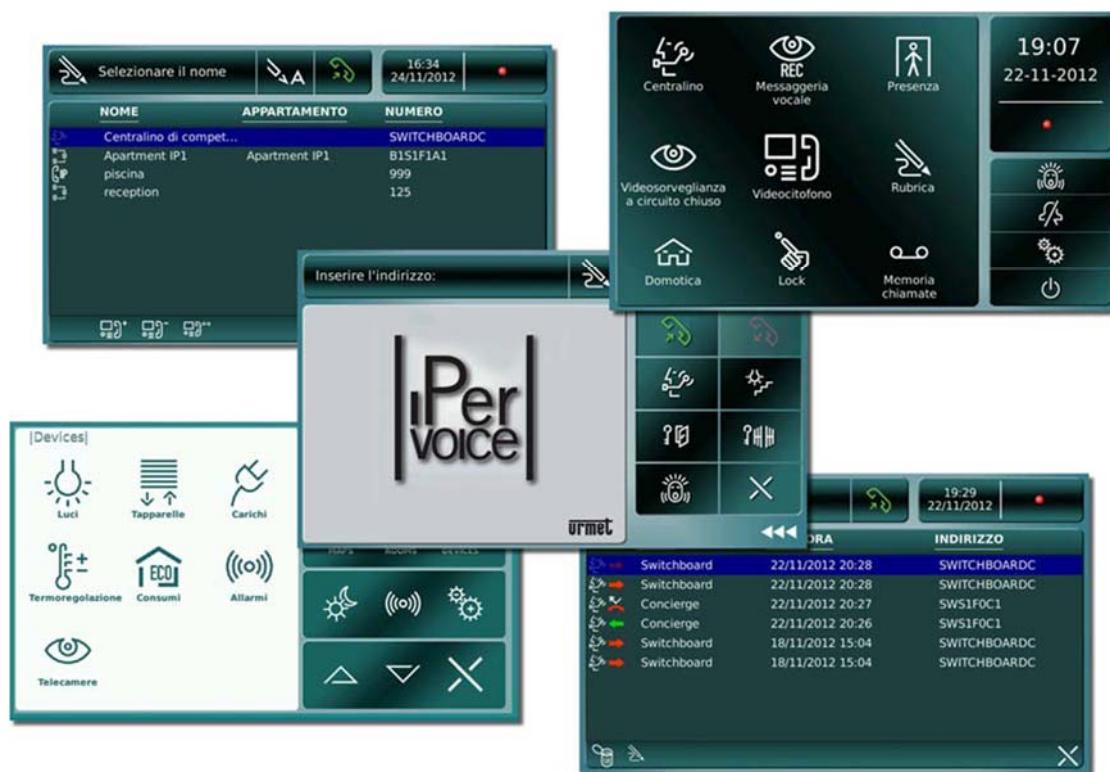 Selezionare il nome
A
16:34
24/11/2012
NOME APPARTAMENTO NUMERO
Centralino di compet... SWITCHBOARDC
Apartment IP1 Apartment IP1 B1S1F1A1
piscina 999
reception 125
Centralino
REC
Messaggeria
vocale
Presenza
19:07
22-11-2012
Videosorveglianza
a circuito chiuso
Videocitofono
Rubrica
Domotica
Lock
Memoria
chiamate
Inserire l'indirizzo:
iPer
voice
urmet
|Devices|
Luci
Tapparelle
Carichi
Termoregolazione
ECO
Consumi
Allarmi
Telecamere
MAPS ROOMS DEVICES
19:29
22/11/2012
ORA INDIRIZZO
Switchboard 22/11/2012 20:28 SWITCHBOARDC
Switchboard 22/11/2012 20:28 SWITCHBOARDC
Concierge 22/11/2012 20:27 SWS1F0C1
Concierge 22/11/2012 20:26 SWS1F0C1
Switchboard 18/11/2012 15:04 SWITCHBOARDC
Switchboard 18/11/2012 15:04 SWITCHBOARDC